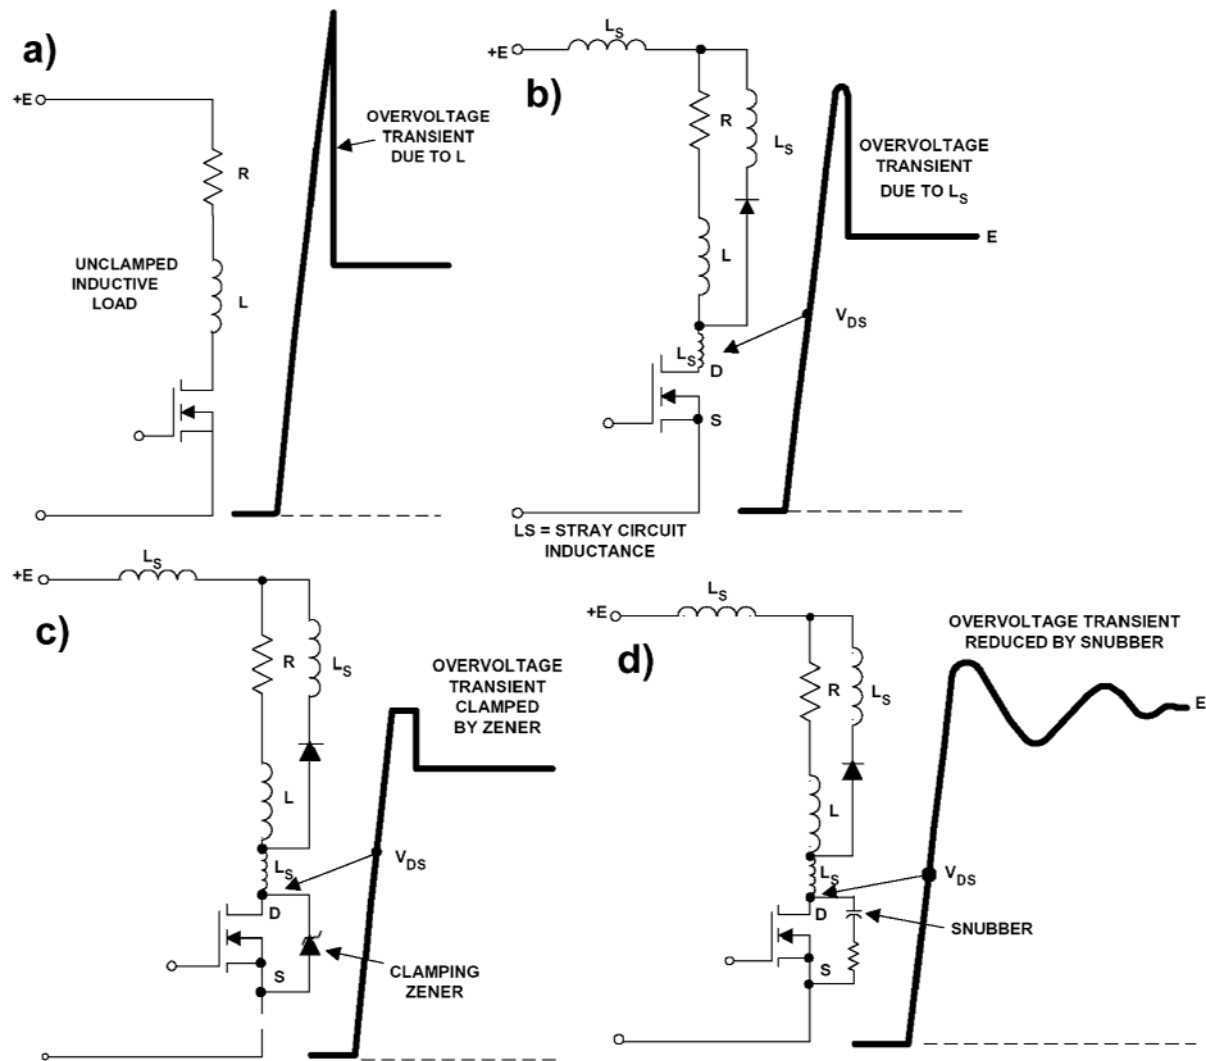 a)
+E
R
UNCLAMPED
INDUCTIVE
LOAD
L
OVERVOLTAGE
TRANSIENT
DUE TO L
b)
LS
+E
R
LS
L
LS
D
S
VDS
OVERVOLTAGE
TRANSIENT
DUE TO LS
E
LS = STRAY CIRCUIT
INDUCTANCE
c)
LS
+E
R
LS
L
LS
D
S
VDS
OVERVOLTAGE
TRANSIENT
CLAMPED
BY ZENER
CLAMPING
ZENER
d)
LS
+E
R
LS
L
LS
D
S
VDS
OVERVOLTAGE TRANSIENT
REDUCED BY SNUBBER
E
SNUBBER